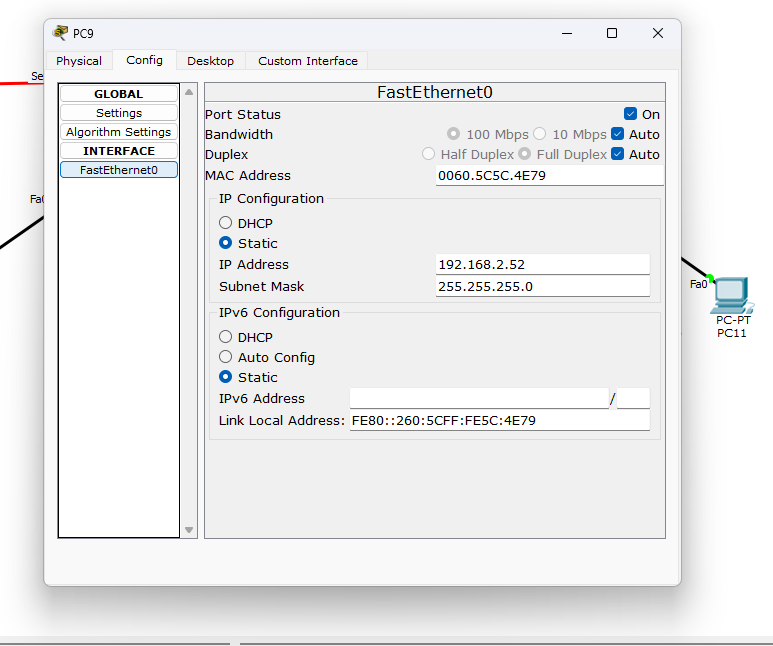 PC9
Physical Config Desktop Custom Interface
Se
GLOBAL
Settings
Algorithm Settings
INTERFACE
FastEthernet0
FastEthernet0
Port Status On
Bandwidth 100 Mbps 10 Mbps Auto
Duplex Half Duplex Full Duplex Auto
MAC Address 0060.5C5C.4E79
IP Configuration
DHCP
Static
IP Address 192.168.2.52
Subnet Mask 255.255.255.0
IPv6 Configuration
DHCP
Auto Config
Static
IPv6 Address /
Link Local Address: FE80::260:5CFF:FE5C:4E79
Fa0
Fa0
PC-PT
PC11